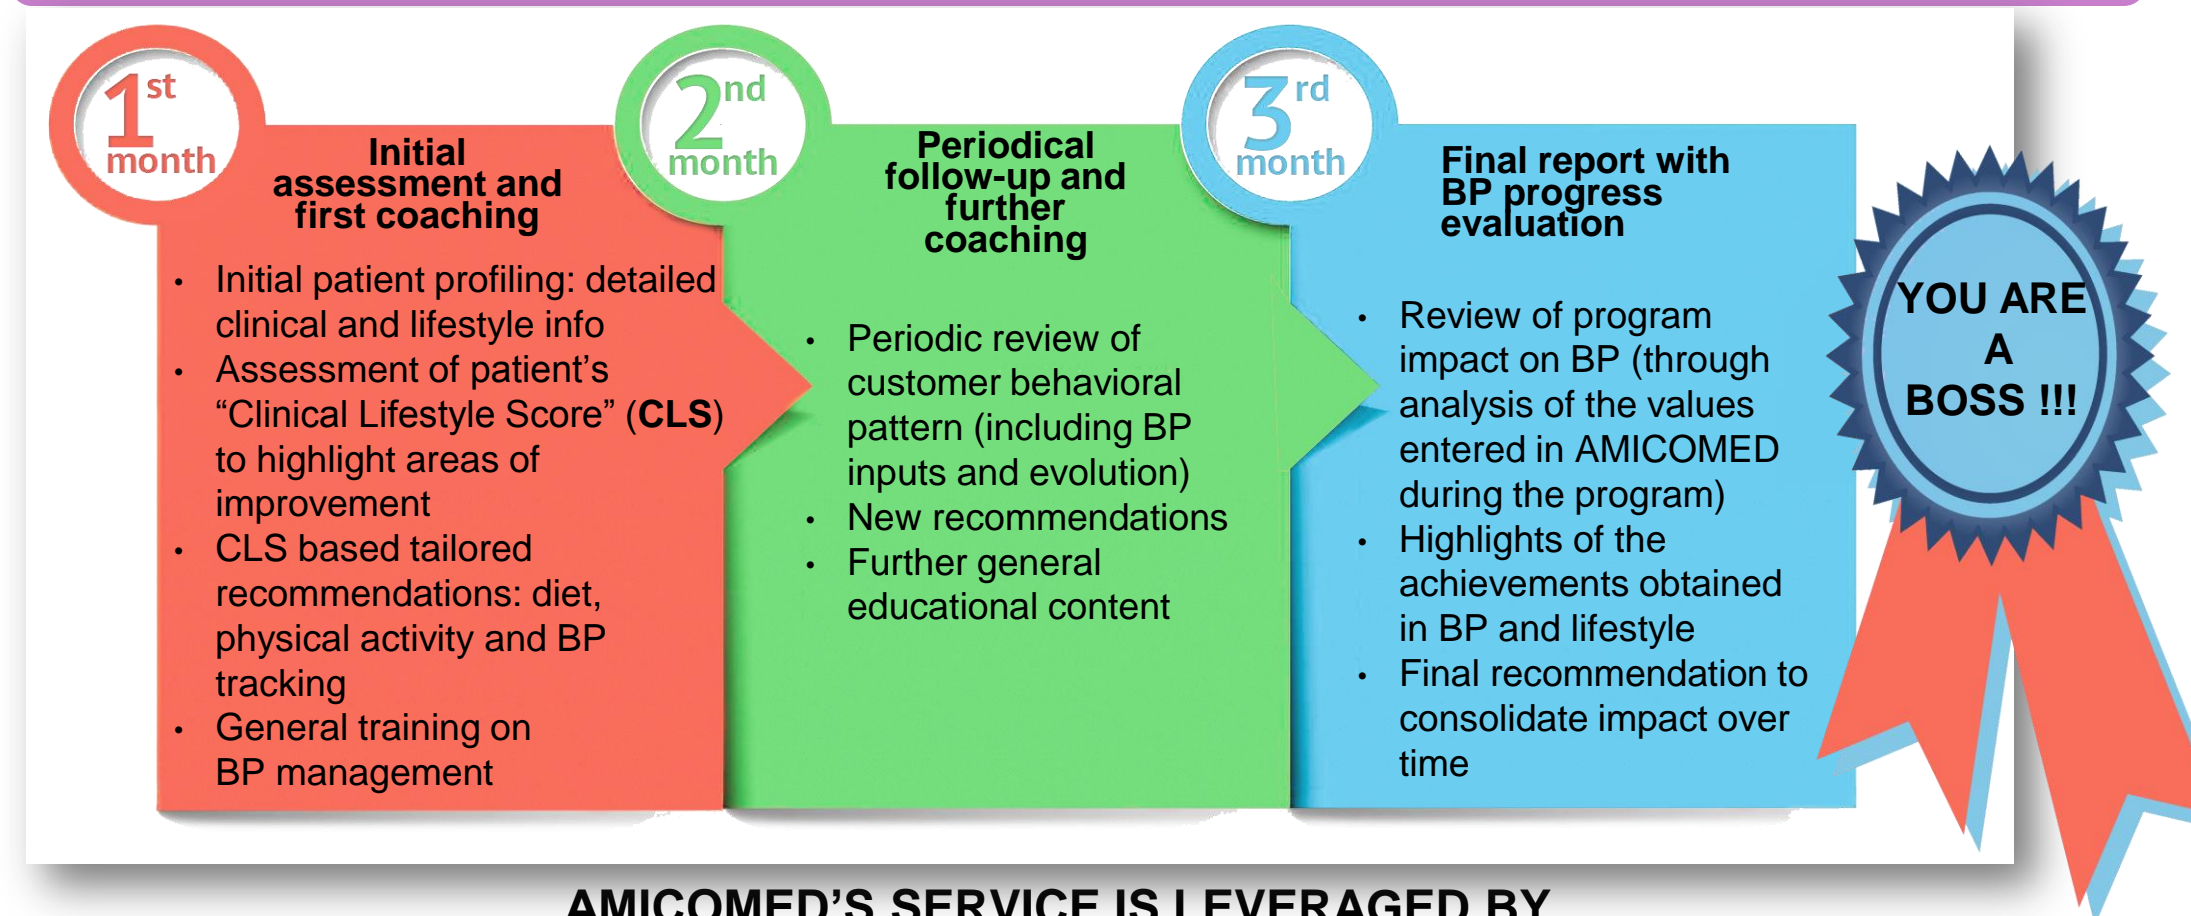 1st
month
Initial
assessment and
first coaching
• Initial patient profiling: detailed
clinical and lifestyle info
• Assessment of patient’s
“Clinical Lifestyle Score” (CLS)
to highlight areas of
improvement
• CLS based tailored
recommendations: diet,
physical activity and BP
tracking
• General training on
BP management
2nd
month
Periodical
follow-up and
further
coaching
• Periodic review of
customer behavioral
pattern (including BP
inputs and evolution)
• New recommendations
• Further general
educational content
3rd
month
Final report with
BP progress
evaluation
• Review of program
impact on BP (through
analysis of the values
entered in AMICOMED
during the program)
• Highlights of the
achievements obtained
in BP and lifestyle
• Final recommendation to
consolidate impact over
time
YOU ARE
A
BOSS !!!
AMICOMED’S SERVICE IS LEVERAGED BY